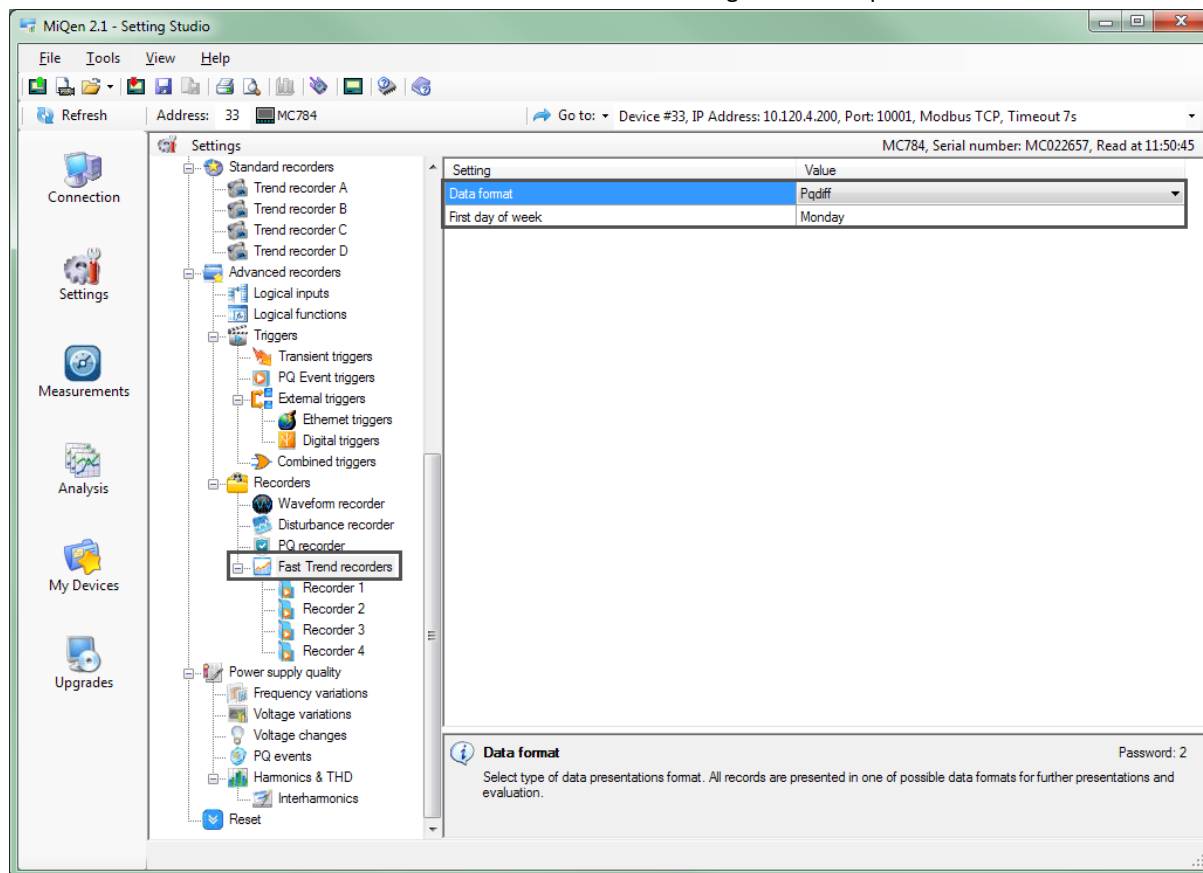 MiQen 2.1 - Setting Studio
File Tools View Help
Refresh Address: 33 MC784 Go to: Device #33, IP Address: 10.120.4.200, Port: 10001, Modbus TCP, Timeout 7s
Settings MC784, Serial number: MC022657, Read at 11:50:45
Connection
Settings
Measurements
Analysis
My Devices
Upgrades
Standard recorders
Trend recorder A
Trend recorder B
Trend recorder C
Trend recorder D
Advanced recorders
Logical inputs
Logical functions
Triggers
Transient triggers
PQ Event triggers
External triggers
Ethernet triggers
Digital triggers
Combined triggers
Recorders
Waveform recorder
Disturbance recorder
PQ recorder
Fast Trend recorders
Recorder 1
Recorder 2
Recorder 3
Recorder 4
Power supply quality
Frequency variations
Voltage variations
Voltage changes
PQ events
Harmonics & THD
Interharmonics
Reset
Setting Value
Data format Pqdiff
First day of week Monday
Data format Password: 2
Select type of data presentations format. All records are presented in one of possible data formats for further presentations and
evaluation.